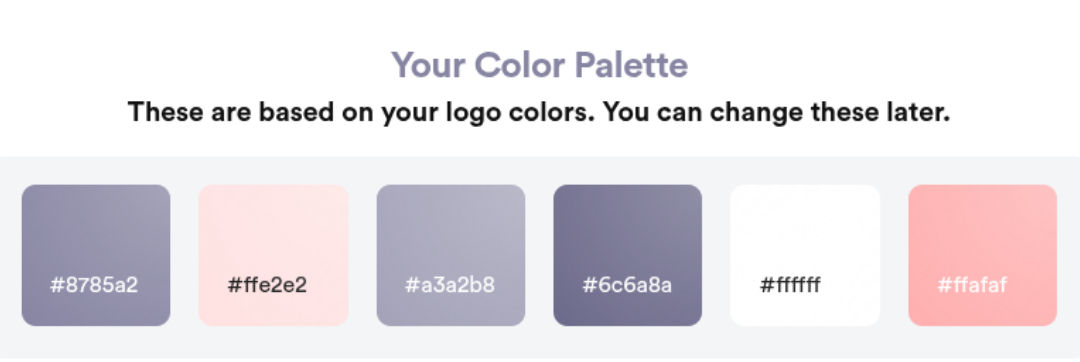 Your Color Palette
These are based on your logo colors. You can change these later.
#8785a2 #ffe2e2 #a3a2b8 #6c6a8a #ffffff #ffafaf